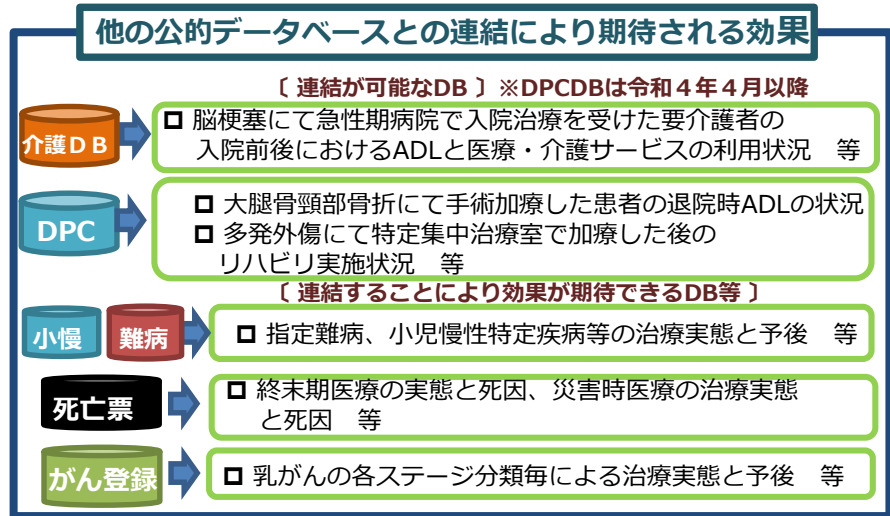 他の公的データベースとの連結により期待される効果
〔 連結が可能なDB 〕※DPCDBは令和４年４月以降
介護ＤＢ
脳梗塞にて急性期病院で入院治療を受けた要介護者の
入院前後におけるADLと医療・介護サービスの利用状況　等
DPC
大腿骨頸部骨折にて手術加療した患者の退院時ADLの状況
多発外傷にて特定集中治療室で加療した後の
リハビリ実施状況　等
〔 連結することにより効果が期待できるDB等 〕
小慢
難病
指定難病、小児慢性特定疾病等の治療実態と予後　等
死亡票
終末期医療の実態と死因、災害時医療の治療実態
と死因　等
がん登録
乳がんの各ステージ分類毎による治療実態と予後　等